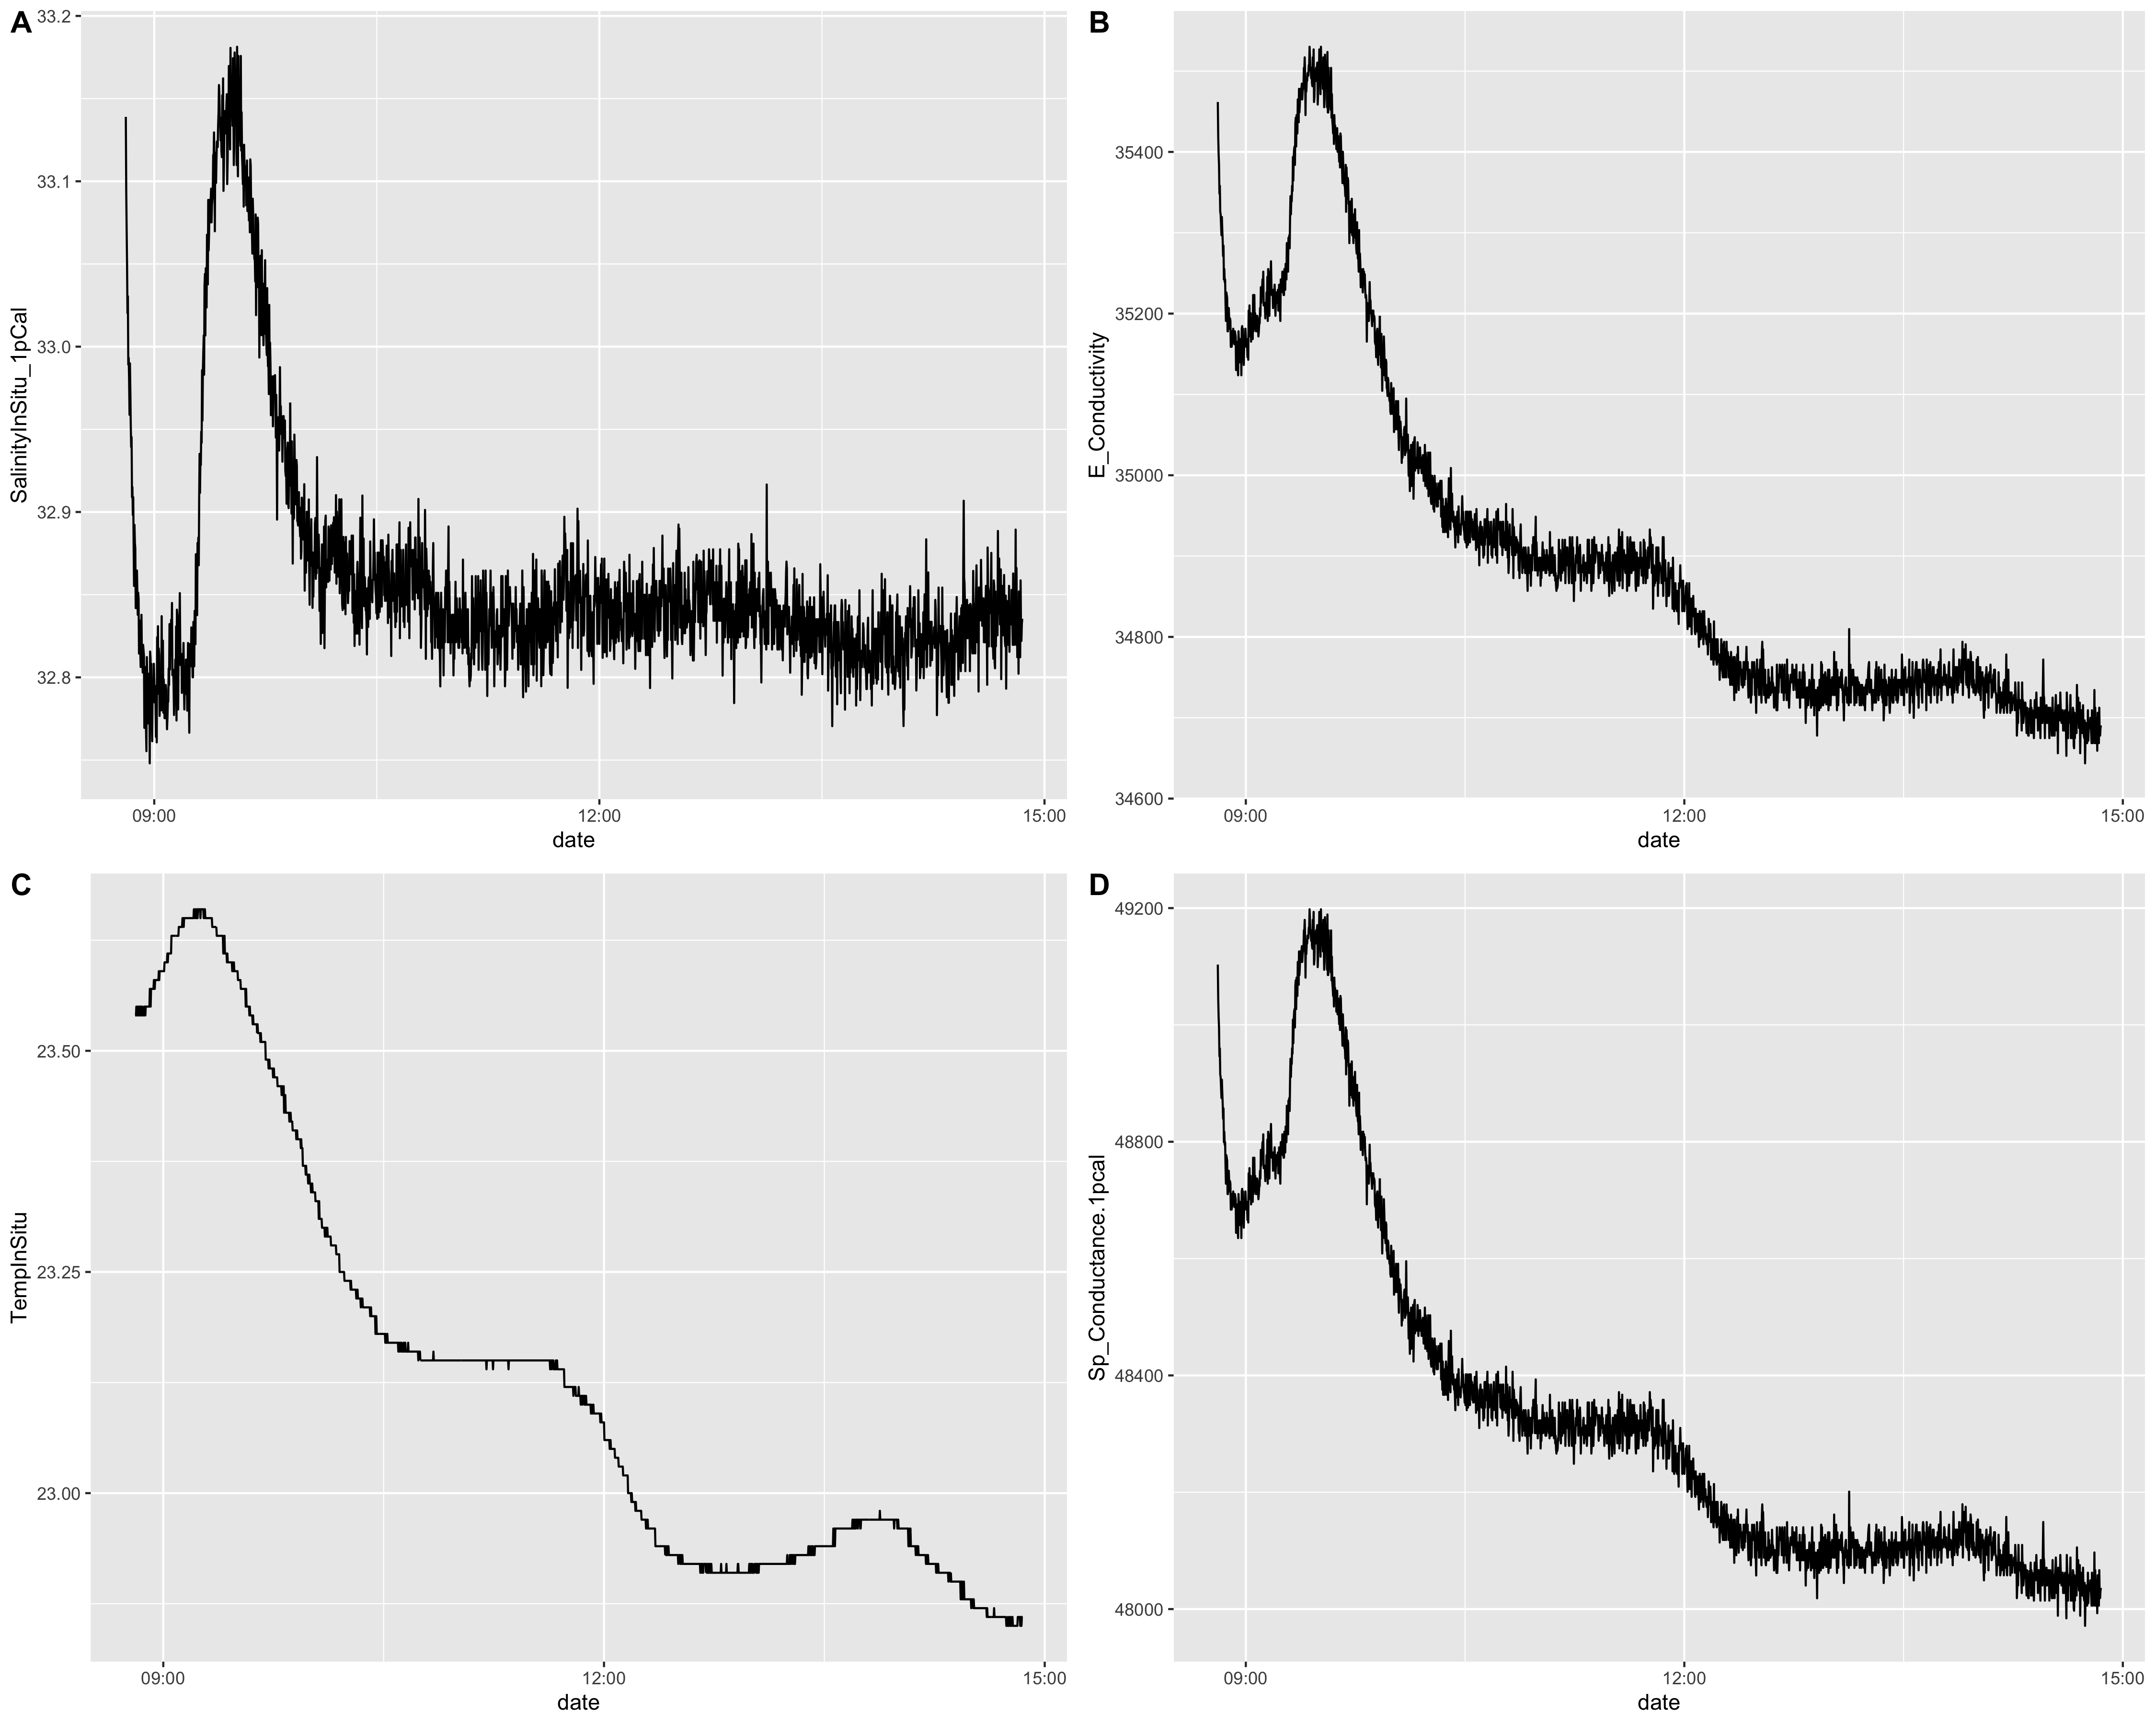 A
33.2
33.1
33.0
32.9
32.8
SalinityInSitu_1pCal
09:00 12:00 15:00
date
B
35400
35200
35000
34800
34600
E_Conductivity
09:00 12:00 15:00
date
C
23.50
23.25
23.00
TempInSitu
09:00 12:00 15:00
date
D
49200
48800
48400
48000
Sp_Conductance.1pcal
09:00 12:00 15:00
date